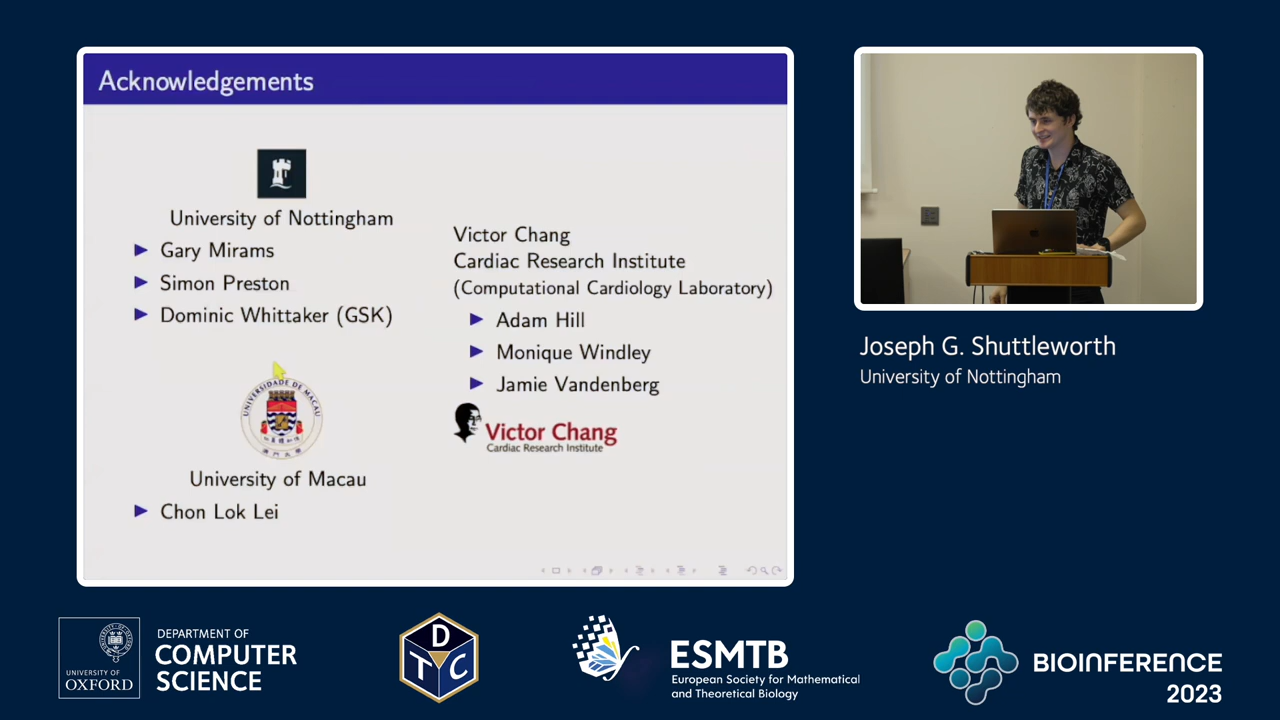 Acknowledgements
University of Nottingham
Gary Mirams
Simon Preston
Dominic Whittaker (GSK)
UNIVERSIDADE DE MACAU
University of Macau
Chon Lok Lei
Victor Chang
Cardiac Research Institute
(Computational Cardiology Laboratory)
Adam Hill
Monique Windley
Jamie Vandenberg
Victor Chang
Cardiac Research Institute
Joseph G. Shuttleworth
University of Nottingham
UNIVERSITY OF
OXFORD
DEPARTMENT OF
COMPUTER
SCIENCE
D
T C
ESMTB
European Society for Mathematical
and Theoretical Biology
BIOINFERENCE
2023